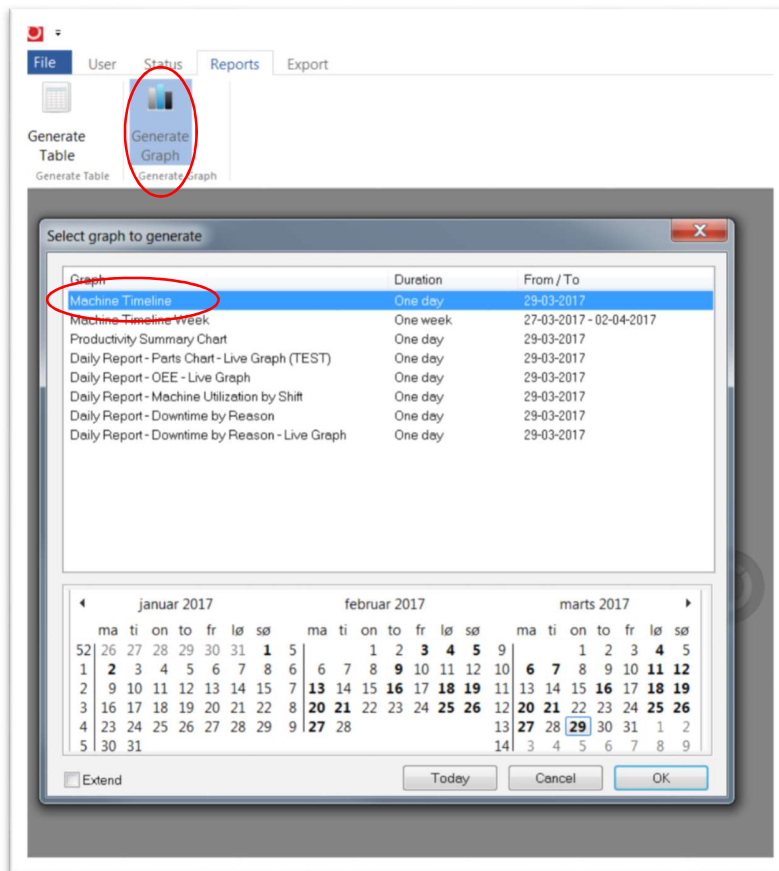 File User Status Reports Export
Generate Table
Generate Graph
Generate Table Generate Graph
Select graph to generate
Graph Duration From / To
Machine Timeline One day 29-03-2017
Machine Timeline Week One week 27-03-2017 - 02-04-2017
Productivity Summary Chart One day 29-03-2017
Daily Report - Parts Chart - Live Graph (TEST) One day 29-03-2017
Daily Report - OEE - Live Graph One day 29-03-2017
Daily Report - Machine Utilization by Shift One day 29-03-2017
Daily Report - Downtime by Reason One day 29-03-2017
Daily Report - Downtime by Reason - Live Graph One day 29-03-2017
januar 2017 februar 2017 marts 2017
ma ti on to fr lø sø ma ti on to fr lø sø ma ti on to fr lø sø
52 26 27 28 29 30 31 1 5 1 2 3 4 5 9 1 2 3 4 5
1 2 3 4 5 6 7 8 6 6 7 8 9 10 11 12 10 6 7 8 9 10 11 12
2 9 10 11 12 13 14 15 7 13 14 15 16 17 18 19 11 13 14 15 16 17 18 19
3 16 17 18 19 20 21 22 8 20 21 22 23 24 25 26 12 20 21 22 23 24 25 26
4 23 24 25 26 27 28 29 9 27 28 13 27 28 29 30 31 1 2
5 30 31 14 3 4 5 6 7 8 9
Extend Today Cancel OK